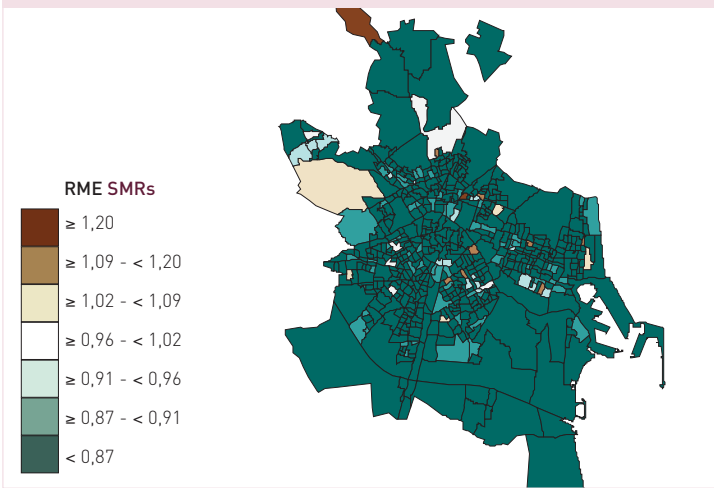 RME SMRs
≥ 1,20
≥ 1,09 - < 1,20
≥ 1,02 - < 1,09
≥ 0,96 - < 1,02
≥ 0,91 - < 0,96
≥ 0,87 - < 0,91
< 0,87